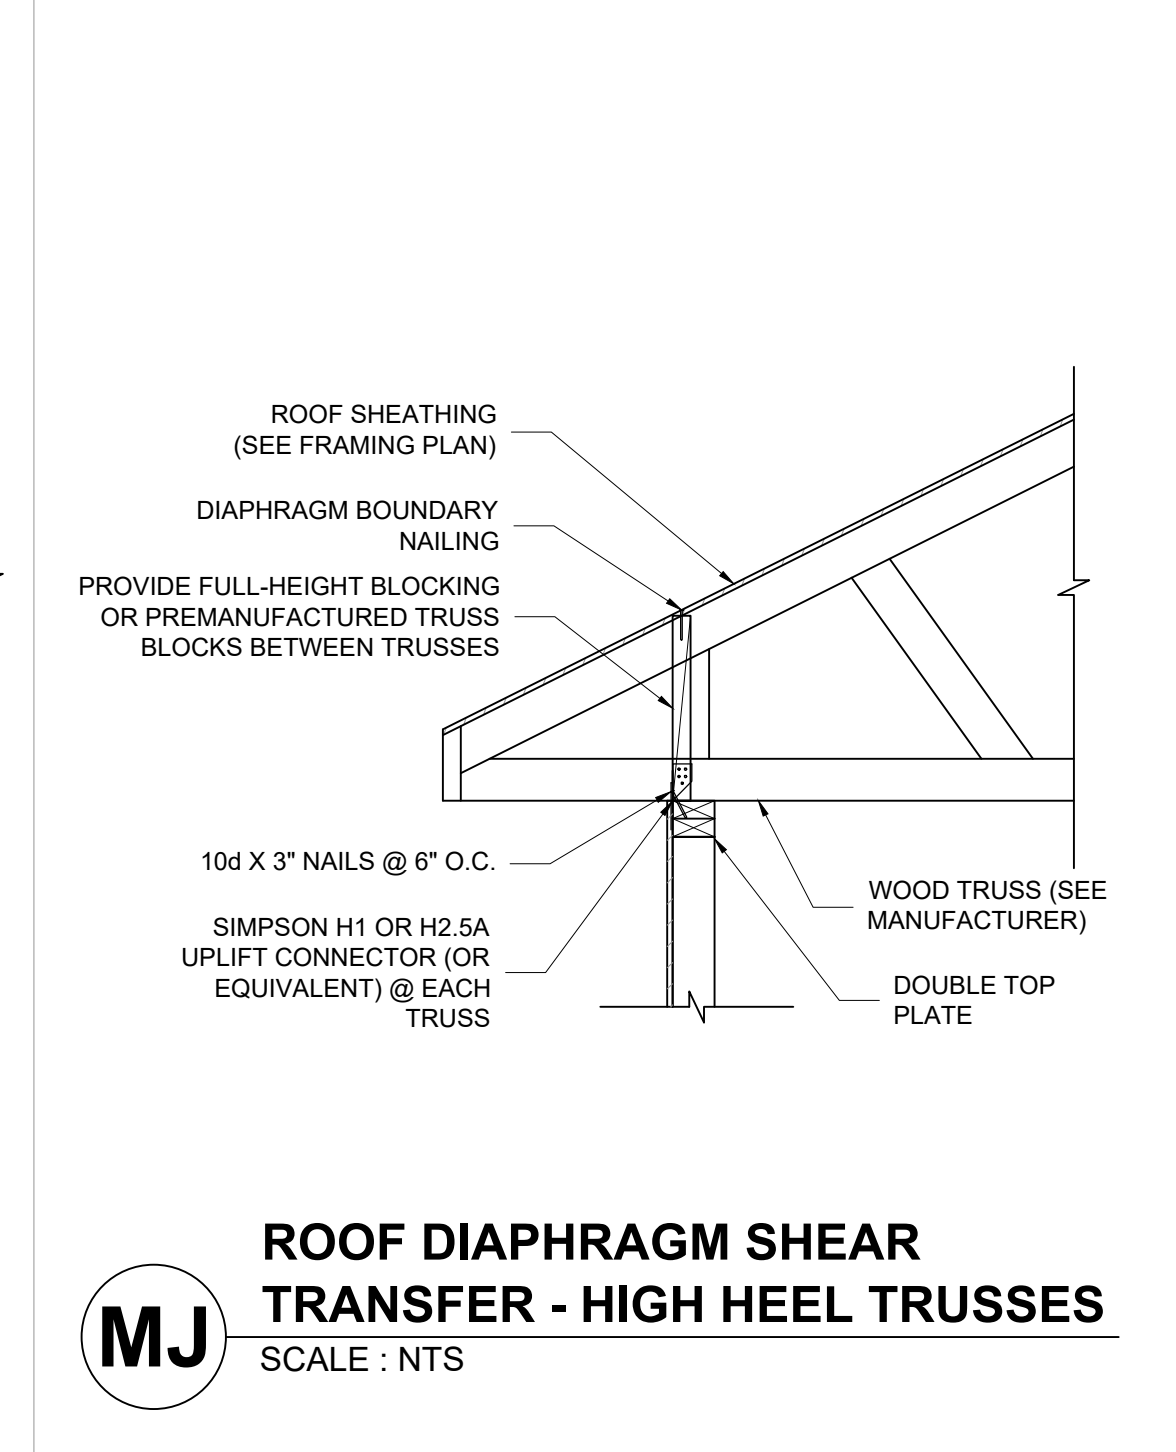 ROOF SHEATHING
(SEE FRAMING PLAN)
DIAPHRAGM BOUNDARY
NAILING
PROVIDE FULL-HEIGHT BLOCKING
OR PREMANUFACTURED TRUSS
BLOCKS BETWEEN TRUSSES
10d X 3" NAILS @ 6" O.C.
SIMPSON H1 OR H2.5A
UPLIFT CONNECTOR (OR
EQUIVALENT) @ EACH
TRUSS
WOOD TRUSS (SEE
MANUFACTURER)
DOUBLE TOP
PLATE
ROOF DIAPHRAGM SHEAR
TRANSFER - HIGH HEEL TRUSSES
MJ
SCALE : NTS